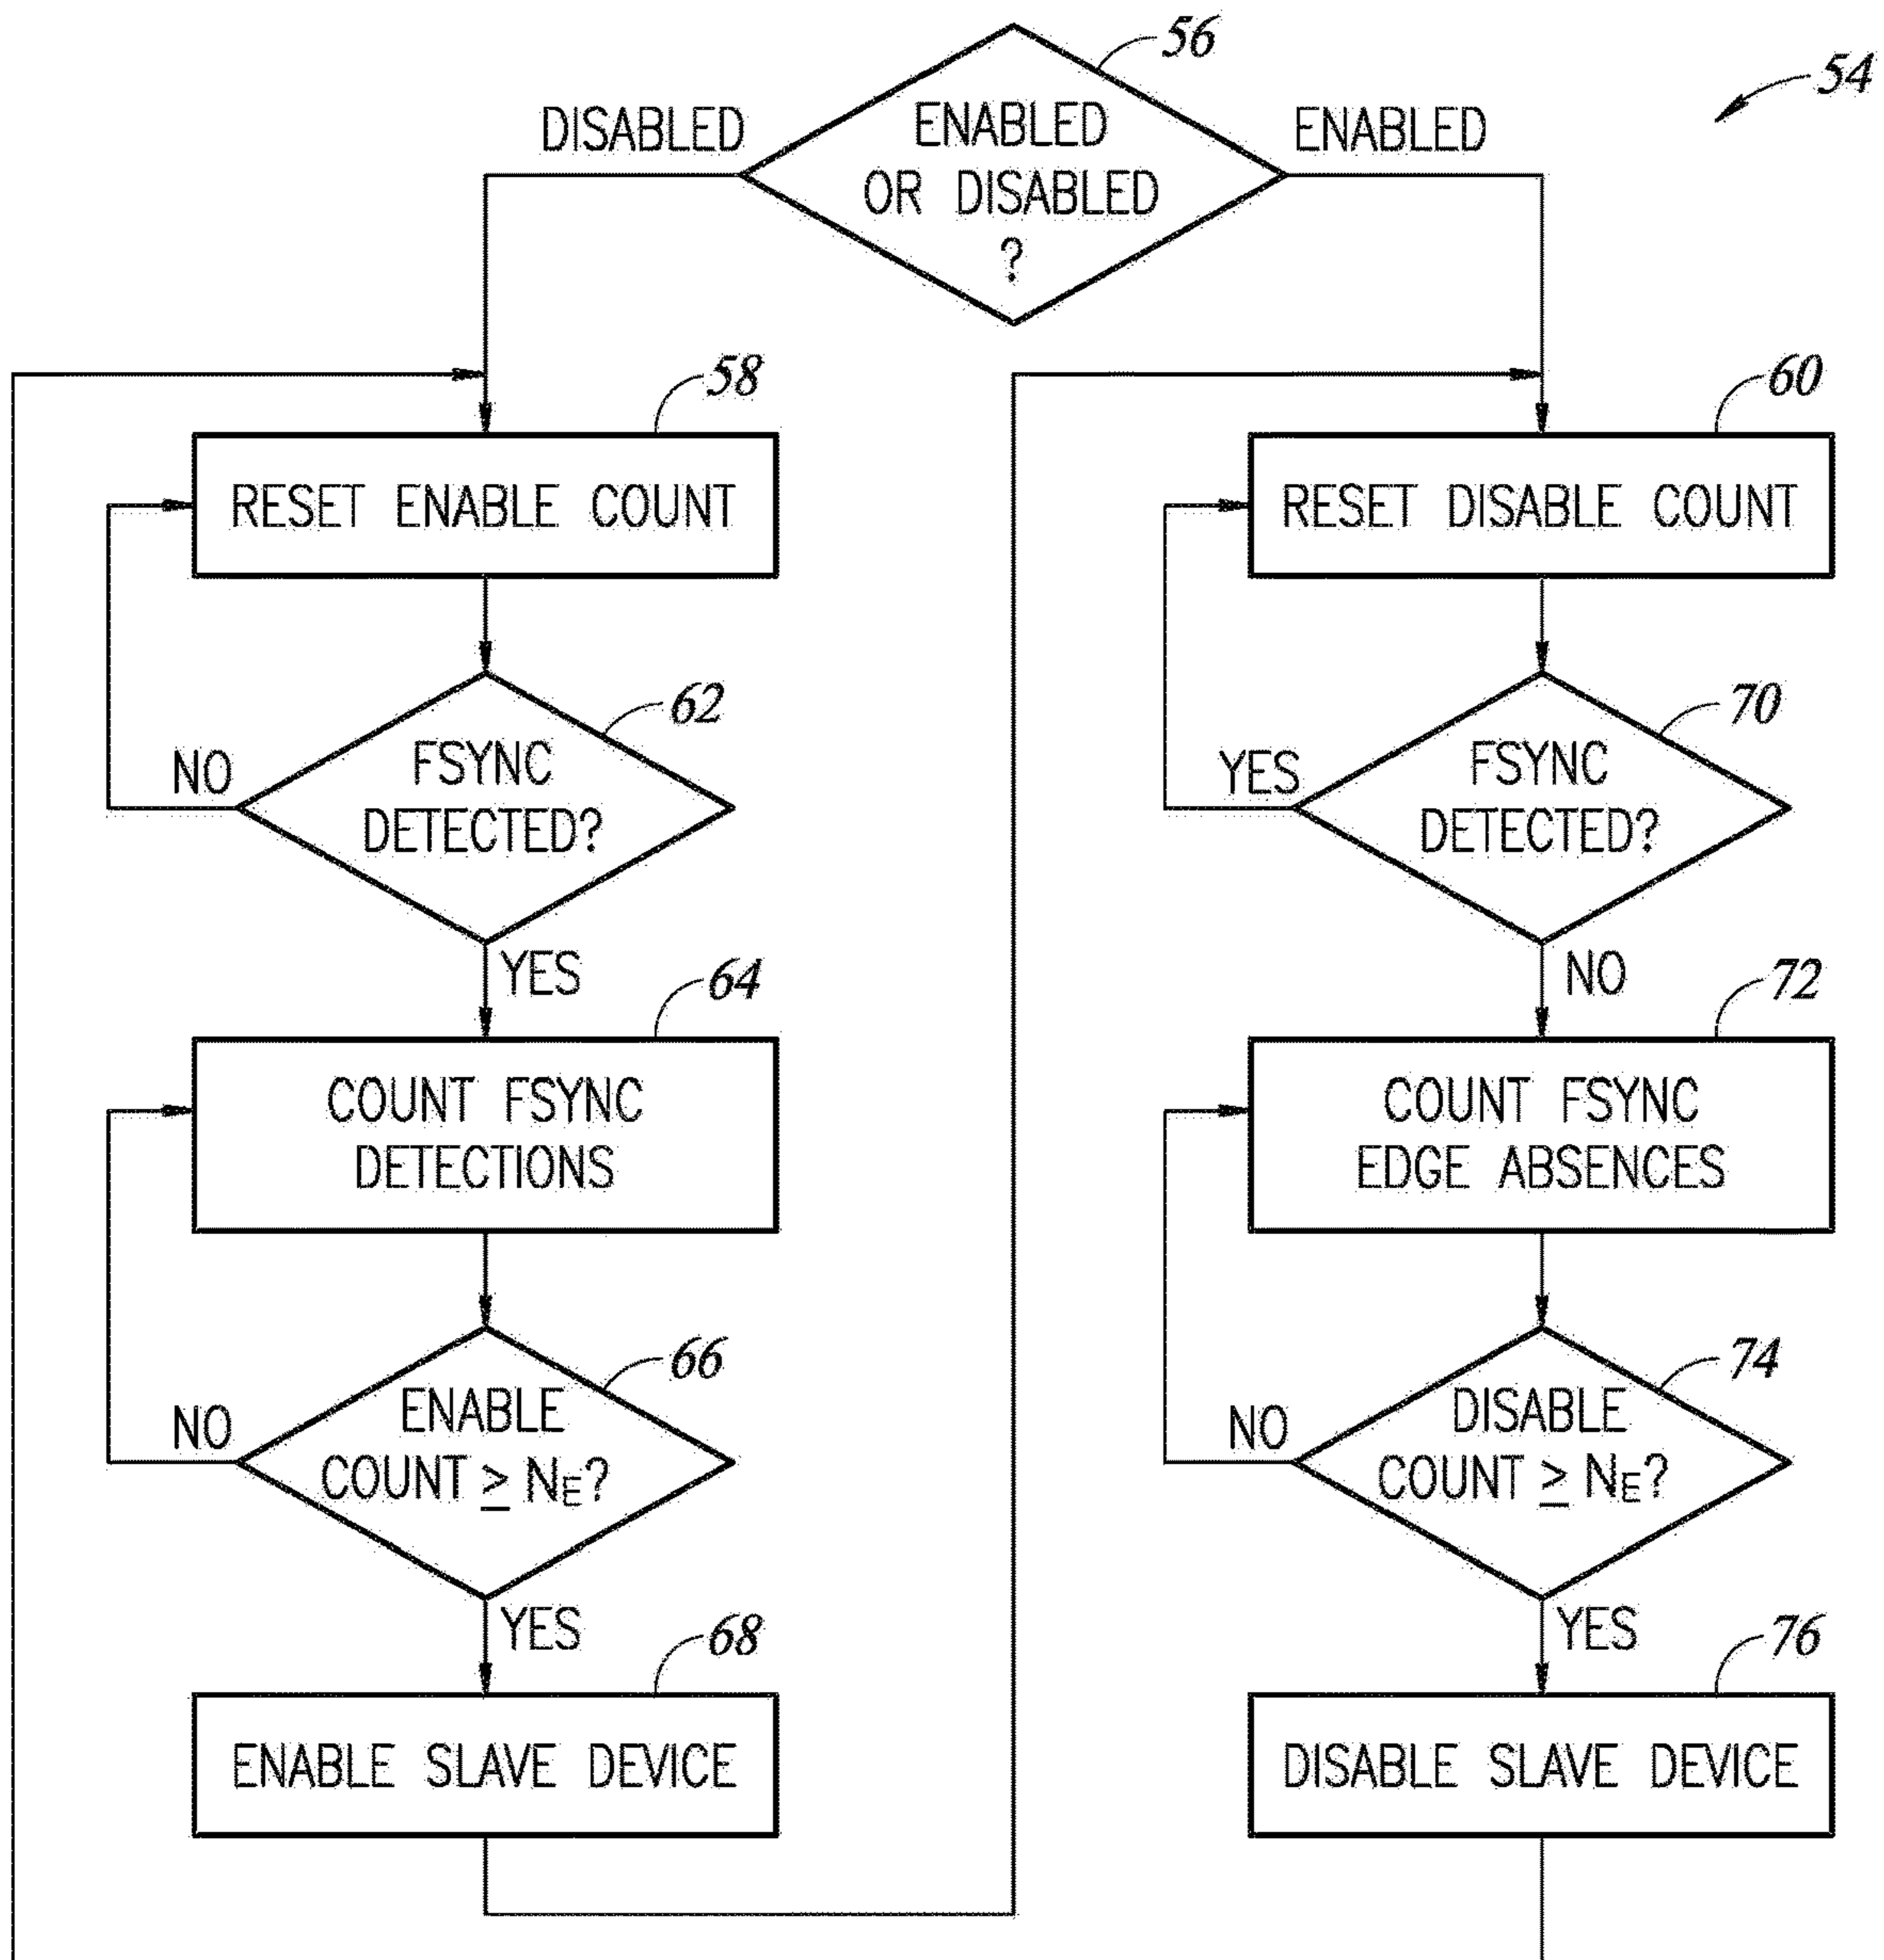 54
56
ENABLED
OR DISABLED
?
DISABLED
ENABLED
58
RESET ENABLE COUNT
62
FSYNC
DETECTED?
NO
YES
64
COUNT FSYNC
DETECTIONS
66
ENABLE
COUNT ≥ NE?
NO
YES
68
ENABLE SLAVE DEVICE
60
RESET DISABLE COUNT
70
FSYNC
DETECTED?
YES
NO
72
COUNT FSYNC
EDGE ABSENCES
74
DISABLE
COUNT ≥ NE?
NO
YES
76
DISABLE SLAVE DEVICE